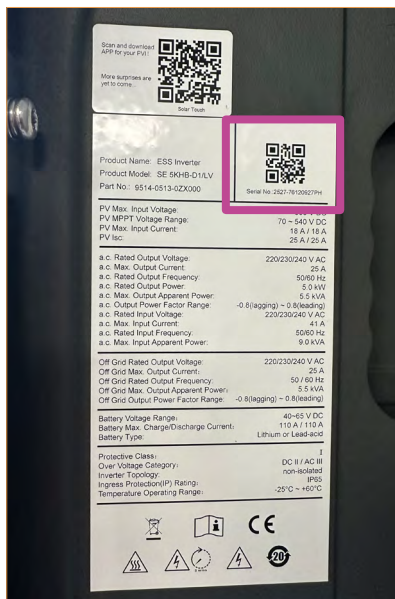 Scan and download
APP for your PV!!
More surprises are
yet to come...
Solar Touch
Product Name: ESS Inverter
Product Model: SE 5KHB-D1/LV
Part No.: 9514-0513-0ZX000
Serial No.:2527-76120927PH
PV Max. Input Voltage:
PV MPPT Voltage Range: 70 ~ 540 V DC
PV Max. Input Current: 18 A / 18 A
PV Isc: 25 A / 25 A
a.c. Rated Output Voltage: 220/230/240 V AC
a.c. Max. Output Current: 25 A
a.c. Rated Output Frequency: 50/60 Hz
a.c. Rated Output Power: 5.0 kW
a.c. Max. Output Apparent Power: 5.5 kVA
a.c. Output Power Factor Range: -0.8(lagging) ~ 0.8(leading)
a.c. Rated Input Voltage: 220/230/240 V AC
a.c. Max. Input Current: 41 A
a.c. Rated Input Frequency: 50/60 Hz
a.c. Max. Input Apparent Power: 9.0 kVA
Off Grid Rated Output Voltage: 220/230/240 V AC
Off Grid Max. Output Current: 25 A
Off Grid Rated Output Frequency: 50 / 60 Hz
Off Grid Max. Output Apparent Power: 5.5 kVA
Off Grid Output Power Factor Range: -0.8(lagging) ~ 0.8(leading)
Battery Voltage Range: 40~65 V DC
Battery Max. Charge/Discharge Current: 110 A / 110 A
Battery Type: Lithium or Lead-acid
Protective Class: I
Over Voltage Category: DC II / AC III
Inverter Topology: non-isolated
Ingress Protection(IP) Rating: IP65
Temperature Operating Range: -25°C ~ +60°C
CE
20